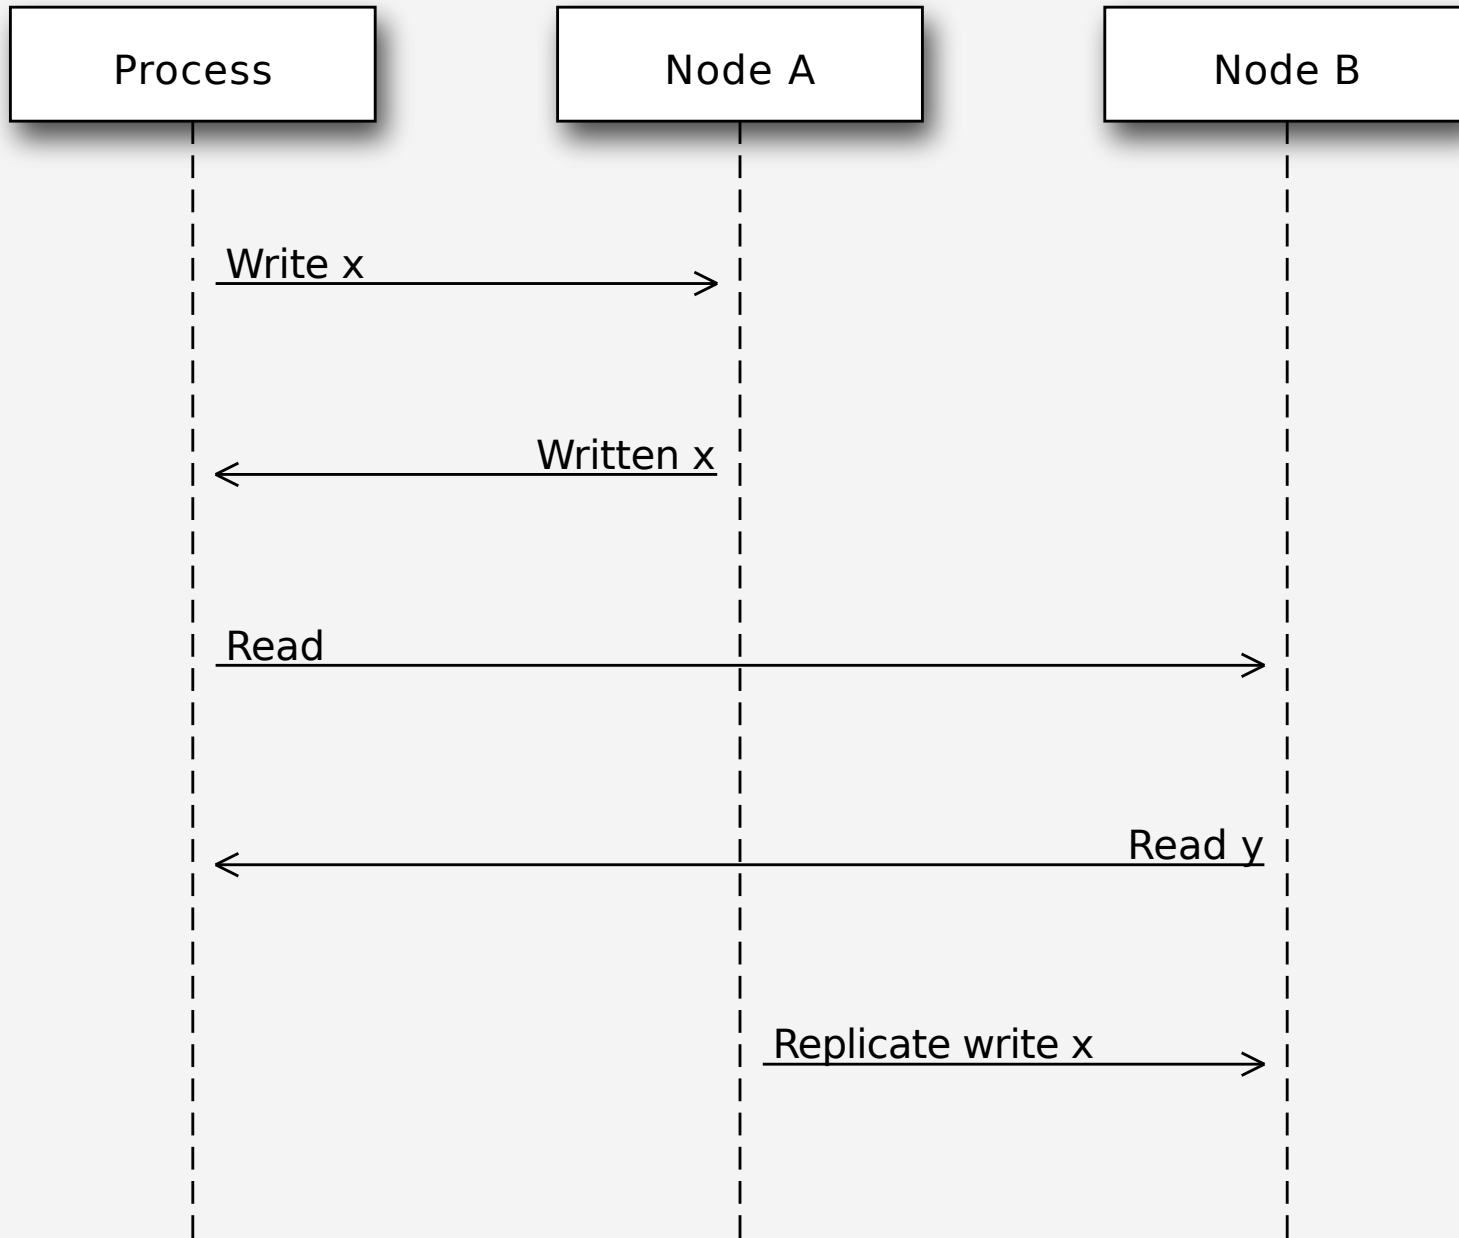 Process
Node A
Node B
Write x
Written x
Read
Read y
Replicate write x